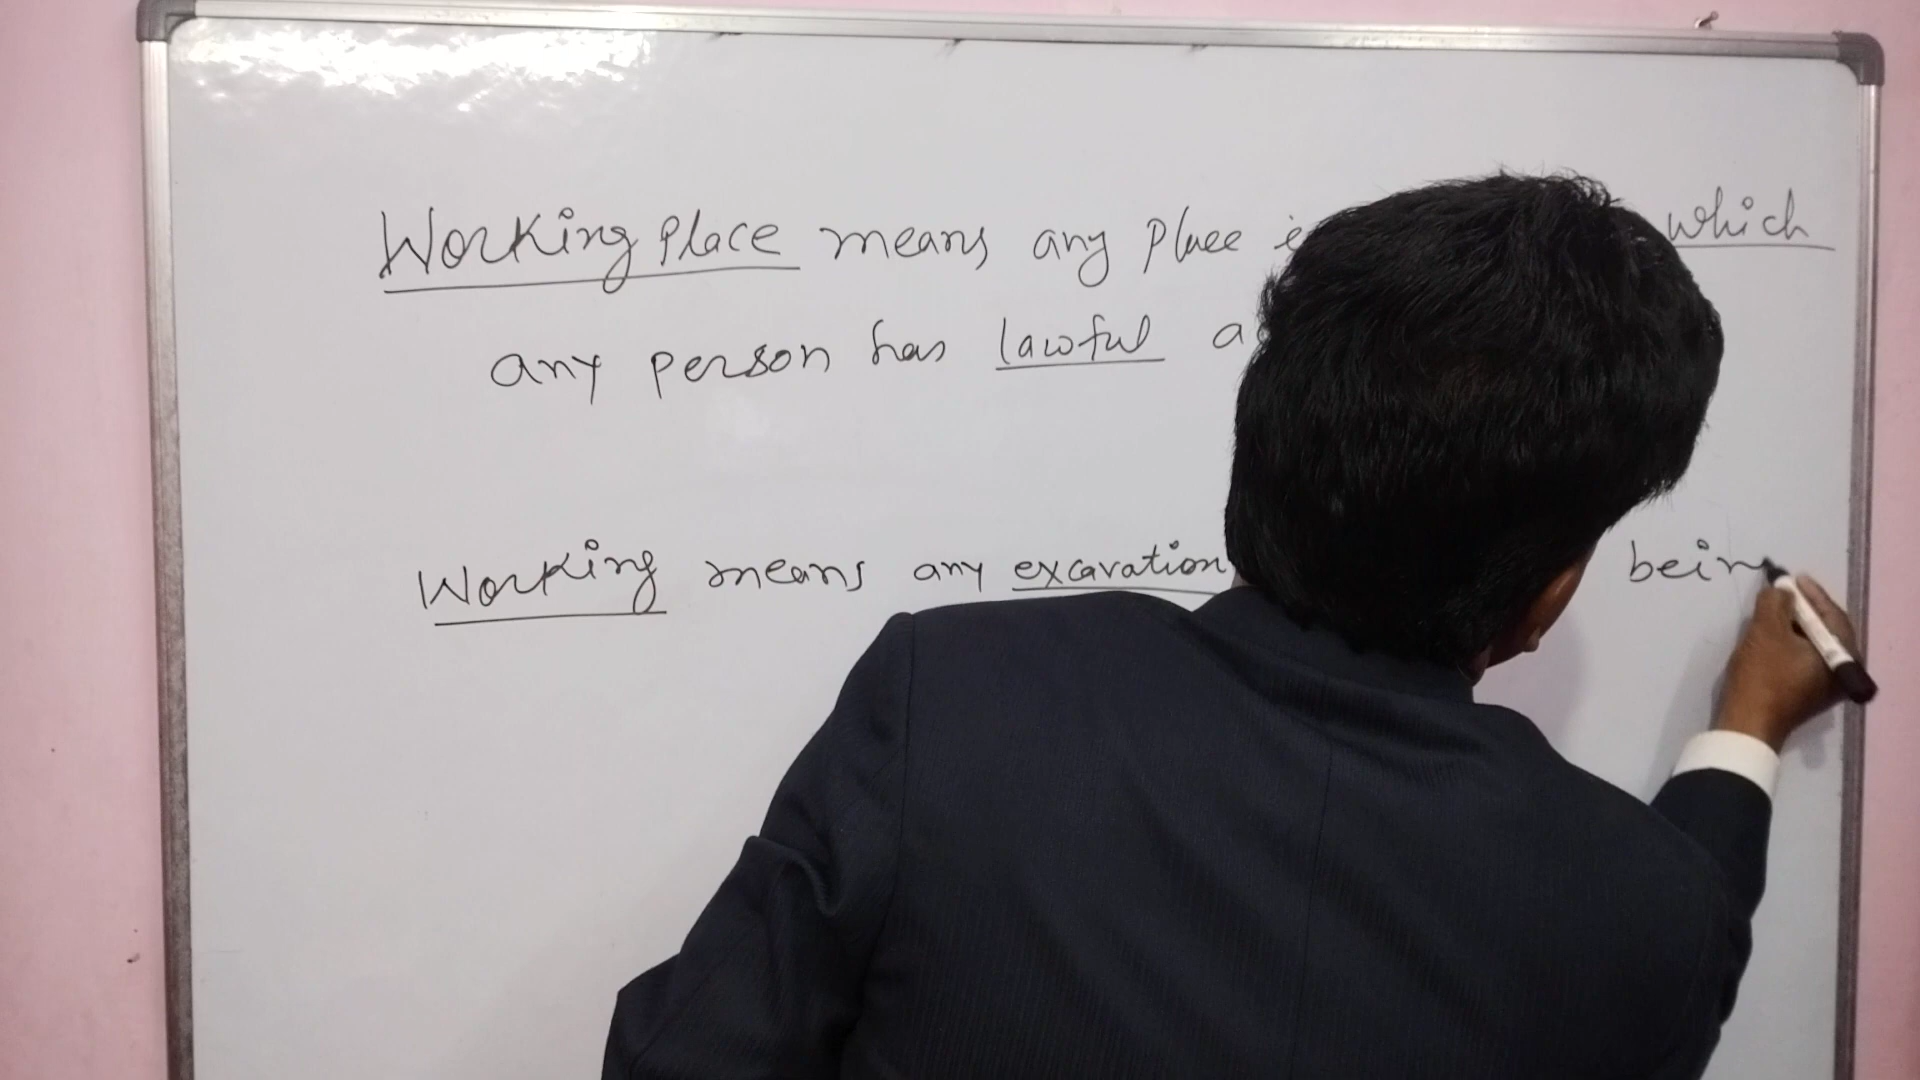 Working Place means any place which
any person has lawful
Working means any excavation being